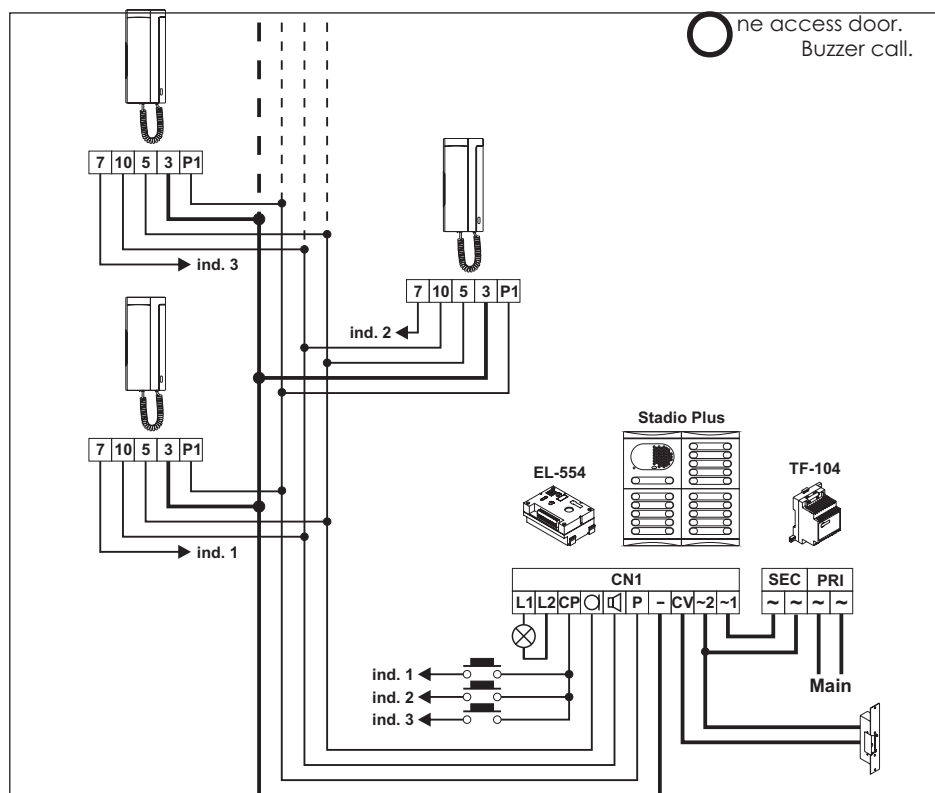 ne access door.
Buzzer call.
7 10 5 3 P1
ind. 3
7 10 5 3 P1
ind. 2
Stadio Plus
7 10 5 3 P1
EL-554
TF-104
ind. 1
CN1
SEC PRI
L1 L2 CP P – CV ~2 ~1 ~ ~ ~ ~
ind. 1
ind. 2
ind. 3
Main